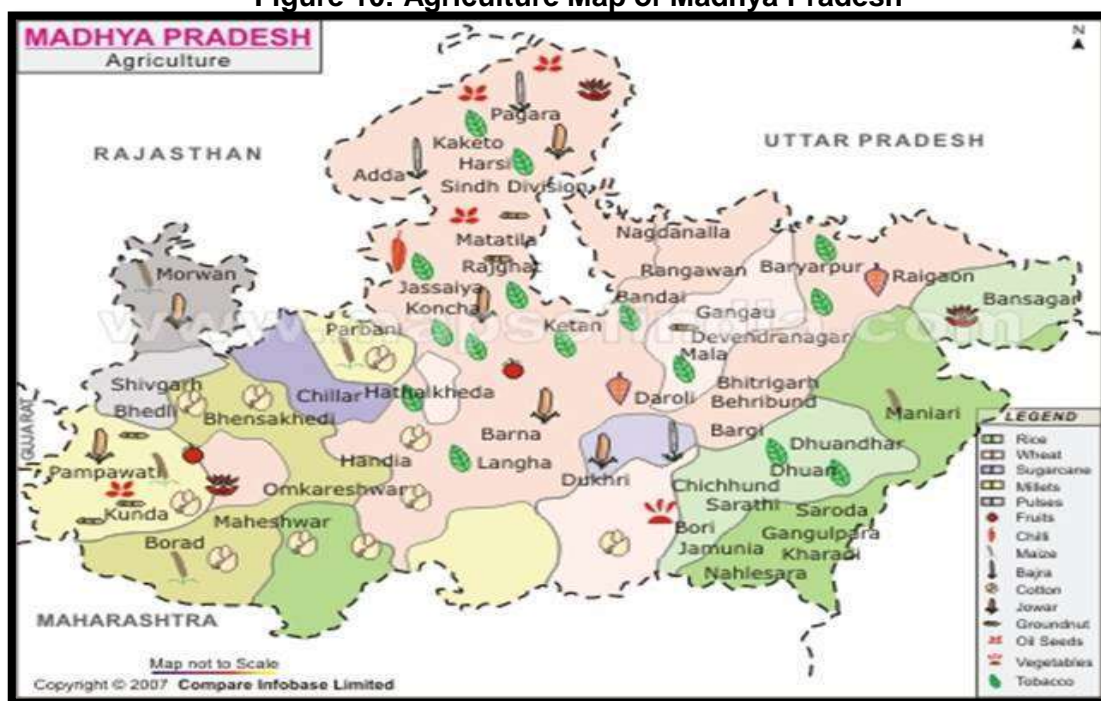 Figure 10: Agriculture Map of Madhya Pradesh
MADHYA PRADESH
Agriculture
N
RAJASTHAN
UTTAR PRADESH
Pagara
Kaketo
Harsi
Adda
Sindh Division
Matatila
Nagdanalla
Rajghat
Rangawan
Baryarpur
Raigaon
Morwan
Jassaiya
Koncha
Bandai
Gangau
Bansagar
www.mapsofindia.com
Parbani
Ketan
Devendranagar
Mala
Shivgarh
Bhedli
Chillar
Hathalkheda
Bhitrigarh
Bhensakhedi
Daroli
Behribund
Maniari
GUJARAT
Barna
Bargi
Dhuandhar
Pampawati
Handia
Langha
Dukhri
Dhuan
Omkareshwar
Chichhund
Kunda
Maheshwar
Sarathi
Saroda
Borad
Bori
Gangulpara
Jamunia
Kharadi
Nahlesara
MAHARASHTRA
LEGEND
Rice
Wheat
Sugarcane
Millets
Pulses
Fruits
Chilli
Maize
Bajra
Cotton
Jowar
Groundnut
Oil Seeds
Vegetables
Tobacco
Map not to Scale
Copyright © 2007 Compare Infobase Limited